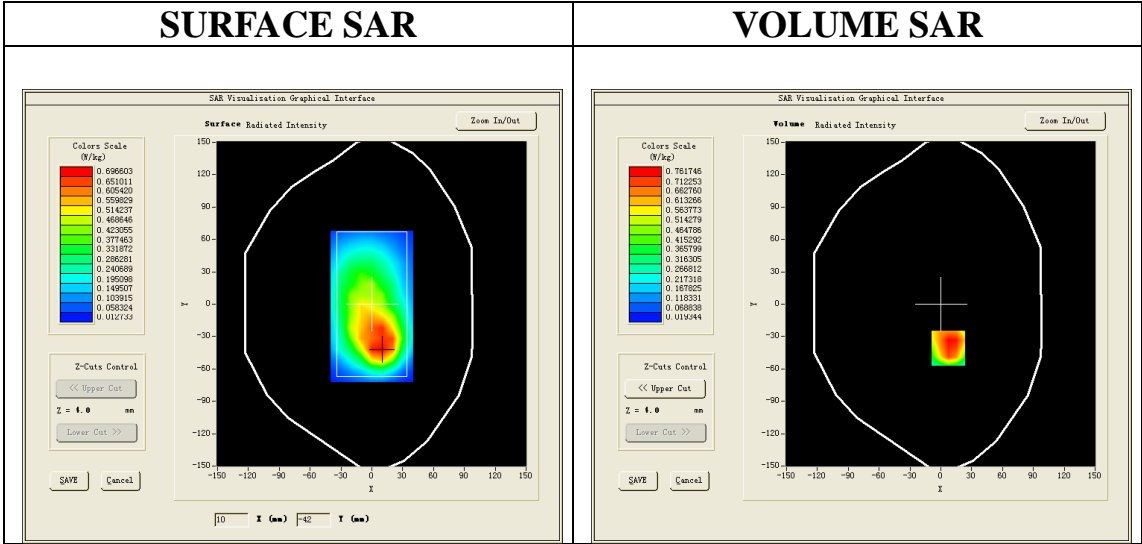 SURFACE SAR
SAR Visualisation Graphical Interface
Surface Radiated Intensity
Zoom In/Out
Colors Scale
(W/kg)
0.696603
0.651011
0.605420
0.559829
0.514237
0.468646
0.423055
0.377463
0.331872
0.286281
0.240689
0.195098
0.149507
0.103915
0.058324
0.012733
150
120
90
60
30
0
-30
-60
-90
-120
-150
Y
-150 -120 -90 -60 -30 0 30 60 90 120 150
X
Z-Cuts Control
<< Upper Cut
Z = 4.0 mm
Lower Cut >>
SAVE Cancel
10 X (mm) -42 Y (mm)
VOLUME SAR
SAR Visualisation Graphical Interface
Volume Radiated Intensity
Zoom In/Out
Colors Scale
(W/kg)
0.761746
0.712253
0.662760
0.613266
0.563773
0.514279
0.464786
0.415292
0.365799
0.316305
0.266812
0.217318
0.167825
0.118331
0.068838
0.019344
150
120
90
60
30
0
-30
-60
-90
-120
-150
Y
-150 -120 -90 -60 -30 0 30 60 90 120 150
X
Z-Cuts Control
<< Upper Cut
Z = 4.0 mm
Lower Cut >>
SAVE Cancel